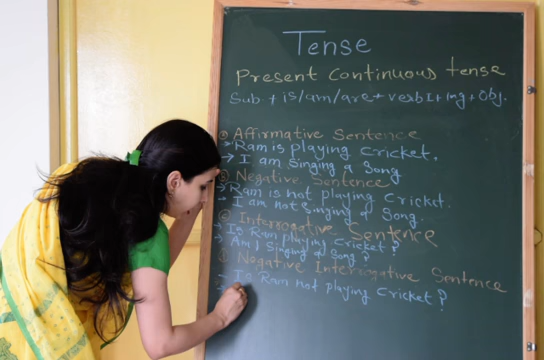 Tense
Present Continuous tense
Sub. + is/am/are + verb I + ing + Obj.
① Affirmative Sentence
→ Ram is playing Cricket.
→ I am Singing a Song
② Negative Sentence
→ Ram is not playing Cricket.
- I am not Singing a Song.
Interrogative Sentence
→ Is Ram playing Cricket?
→ Am I Singing a Song?
Negative Interrogative Sentence
- Is Ram not playing Cricket?